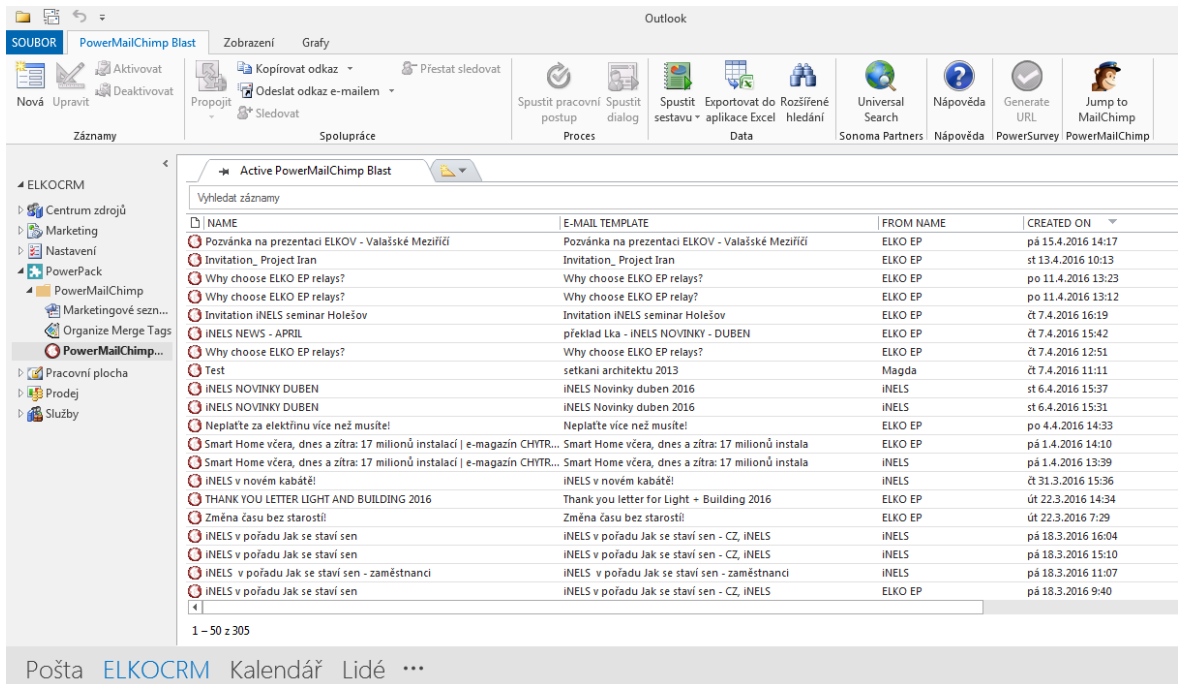 Outlook
SOUBOR PowerMailChimp Blast Zobrazení Grafy
Nová
Upravit
Aktivovat
Deaktivovat
Záznamy
Propojit
Kopírovat odkaz
Odeslat odkaz e-mailem
Sledovat
Přestat sledovat
Spolupráce
Spustit pracovní postup
Spustit dialog
Proces
Spustit sestavu
Exportovat do aplikace Excel
Rozšířené hledání
Data
Universal Search
Sonoma Partners
Nápověda
Nápověda
Generate URL
PowerSurvey
Jump to MailChimp
PowerMailChimp
ELKOCRM
Centrum zdrojů
Marketing
Nastavení
PowerPack
PowerMailChimp
Marketingové sezn...
Organize Merge Tags
PowerMailChimp...
Pracovní plocha
Prodej
Služby
Active PowerMailChimp Blast
Vyhledat záznamy
NAME E-MAIL TEMPLATE FROM NAME CREATED ON
Pozvánka na prezentaci ELKOV - Valašské Meziříčí Pozvánka na prezentaci ELKOV - Valašské Meziříčí ELKO EP pá 15.4.2016 14:17
Invitation_ Project Iran Invitation_ Project Iran ELKO EP st 13.4.2016 10:13
Why choose ELKO EP relays? Why choose ELKO EP relays? ELKO EP po 11.4.2016 13:23
Why choose ELKO EP relays? Why choose ELKO EP relay? ELKO EP po 11.4.2016 13:12
Invitation iNELS seminar Holešov Invitation iNELS seminar Holešov ELKO EP čt 7.4.2016 16:19
iNELS NEWS - APRIL překlad Lka - iNELS NOVINKY - DUBEN ELKO EP čt 7.4.2016 15:42
Why choose ELKO EP relays? Why choose ELKO EP relays? ELKO EP čt 7.4.2016 12:51
Test setkani architektu 2013 Magda čt 7.4.2016 11:11
iNELS NOVINKY DUBEN iNELS Novinky duben 2016 iNELS st 6.4.2016 15:37
iNELS NOVINKY DUBEN iNELS Novinky duben 2016 iNELS st 6.4.2016 15:31
Neplaťte za elektřinu více než musíte! Neplaťte více než musíte! ELKO EP po 4.4.2016 14:33
Smart Home včera, dnes a zítra: 17 milionů instalací | e-magazín CHYTR... Smart Home včera, dnes a zítra: 17 milionů instala ELKO EP pá 1.4.2016 14:10
Smart Home včera, dnes a zítra: 17 milionů instalací | e-magazín CHYTR... Smart Home včera, dnes a zítra: 17 milionů instala iNELS pá 1.4.2016 13:39
iNELS v novém kabátě! iNELS v novém kabátě! iNELS čt 31.3.2016 15:36
THANK YOU LETTER LIGHT AND BUILDING 2016 Thank you letter for Light + Building 2016 ELKO EP út 22.3.2016 14:34
Změna času bez starostí! Změna času bez starostí! ELKO EP út 22.3.2016 7:29
iNELS v pořadu Jak se staví sen iNELS v pořadu Jak se staví sen - CZ, iNELS iNELS pá 18.3.2016 16:04
iNELS v pořadu Jak se staví sen iNELS v pořadu Jak se staví sen - CZ, iNELS iNELS pá 18.3.2016 15:10
iNELS v pořadu Jak se staví sen - zaměstnanci iNELS v pořadu Jak se staví sen - zaměstnanci iNELS pá 18.3.2016 11:07
iNELS v pořadu Jak se staví sen iNELS v pořadu Jak se staví sen - CZ, iNELS ELKO EP pá 18.3.2016 9:40
1 – 50 z 305
Pošta ELKOCRM Kalendář Lidé ···